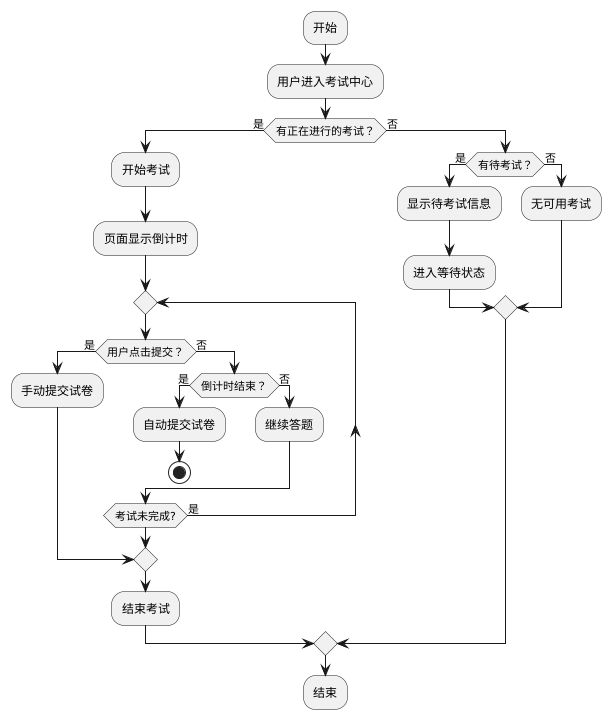 开始
用户进入考试中心
是
有正在进行的考试？
否
开始考试
是
有待考试？
否
显示待考试信息
无可用考试
页面显示倒计时
进入等待状态
是
用户点击提交？
否
手动提交试卷
是
倒计时结束？
否
自动提交试卷
继续答题
考试未完成?
是
结束考试
结束